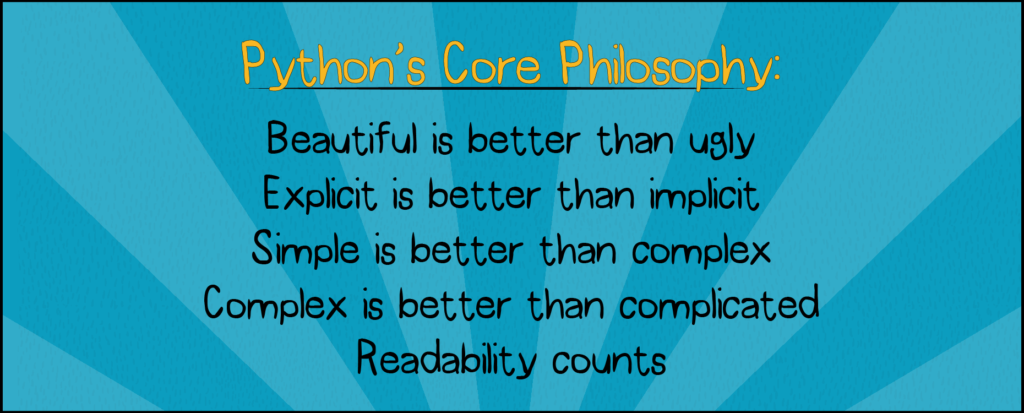 Python's Core Philosophy:
Beautiful is better than ugly
Explicit is better than implicit
Simple is better than complex
Complex is better than complicated
Readability counts